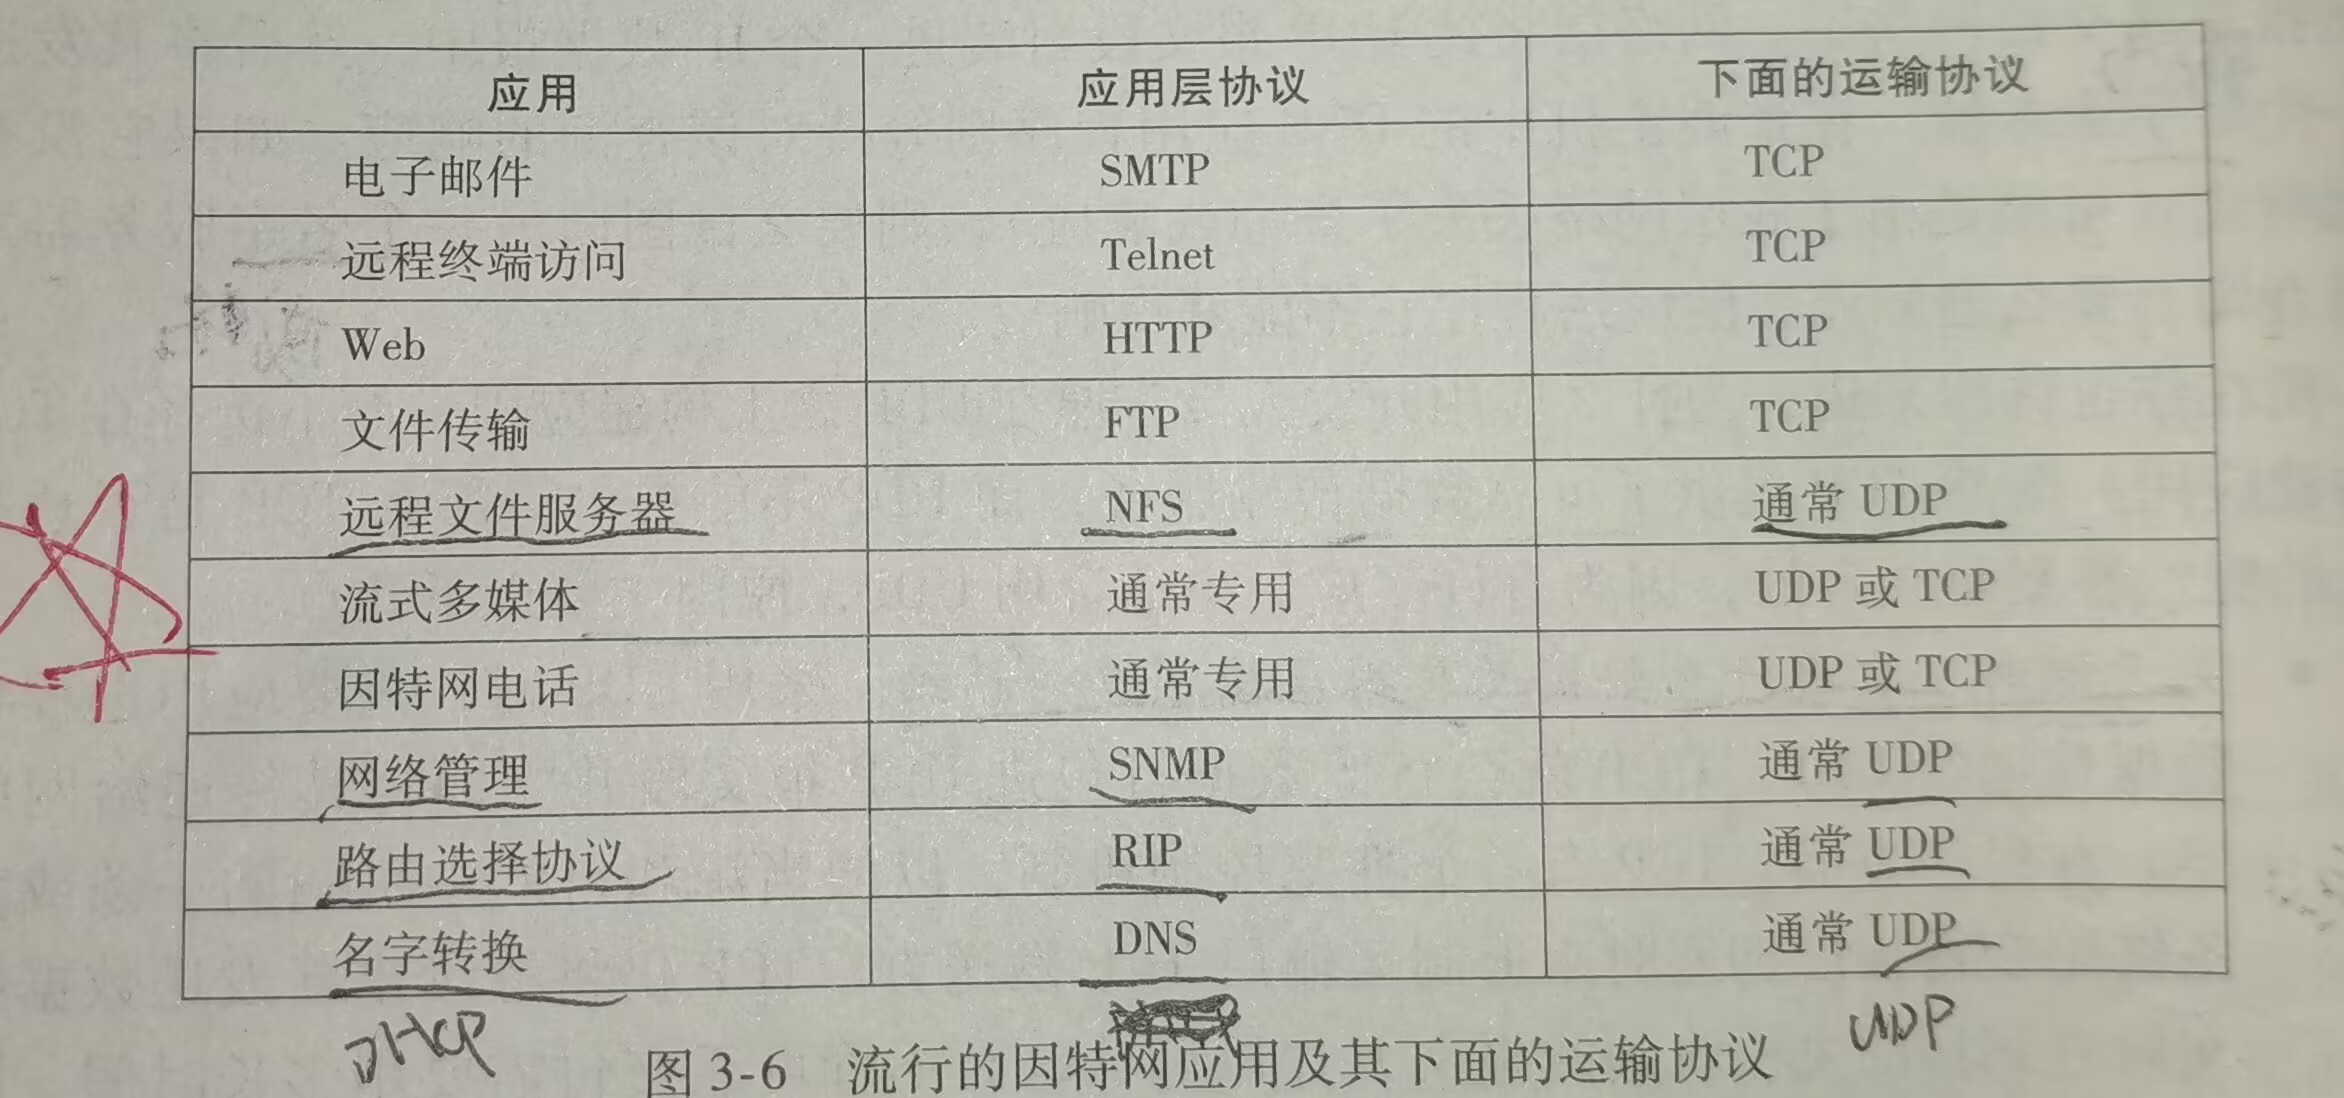 应用 应用层协议 下面的运输协议
电子邮件 SMTP TCP
远程终端访问 Telnet TCP
Web HTTP TCP
文件传输 FTP TCP
远程文件服务器 NFS 通常 UDP
流式多媒体 通常专用 UDP 或 TCP
因特网电话 通常专用 UDP 或 TCP
网络管理 SNMP 通常 UDP
路由选择协议 RIP 通常 UDP
名字转换 DNS 通常 UDP
DHCP UDP
图 3-6 流行的因特网应用及其下面的运输协议